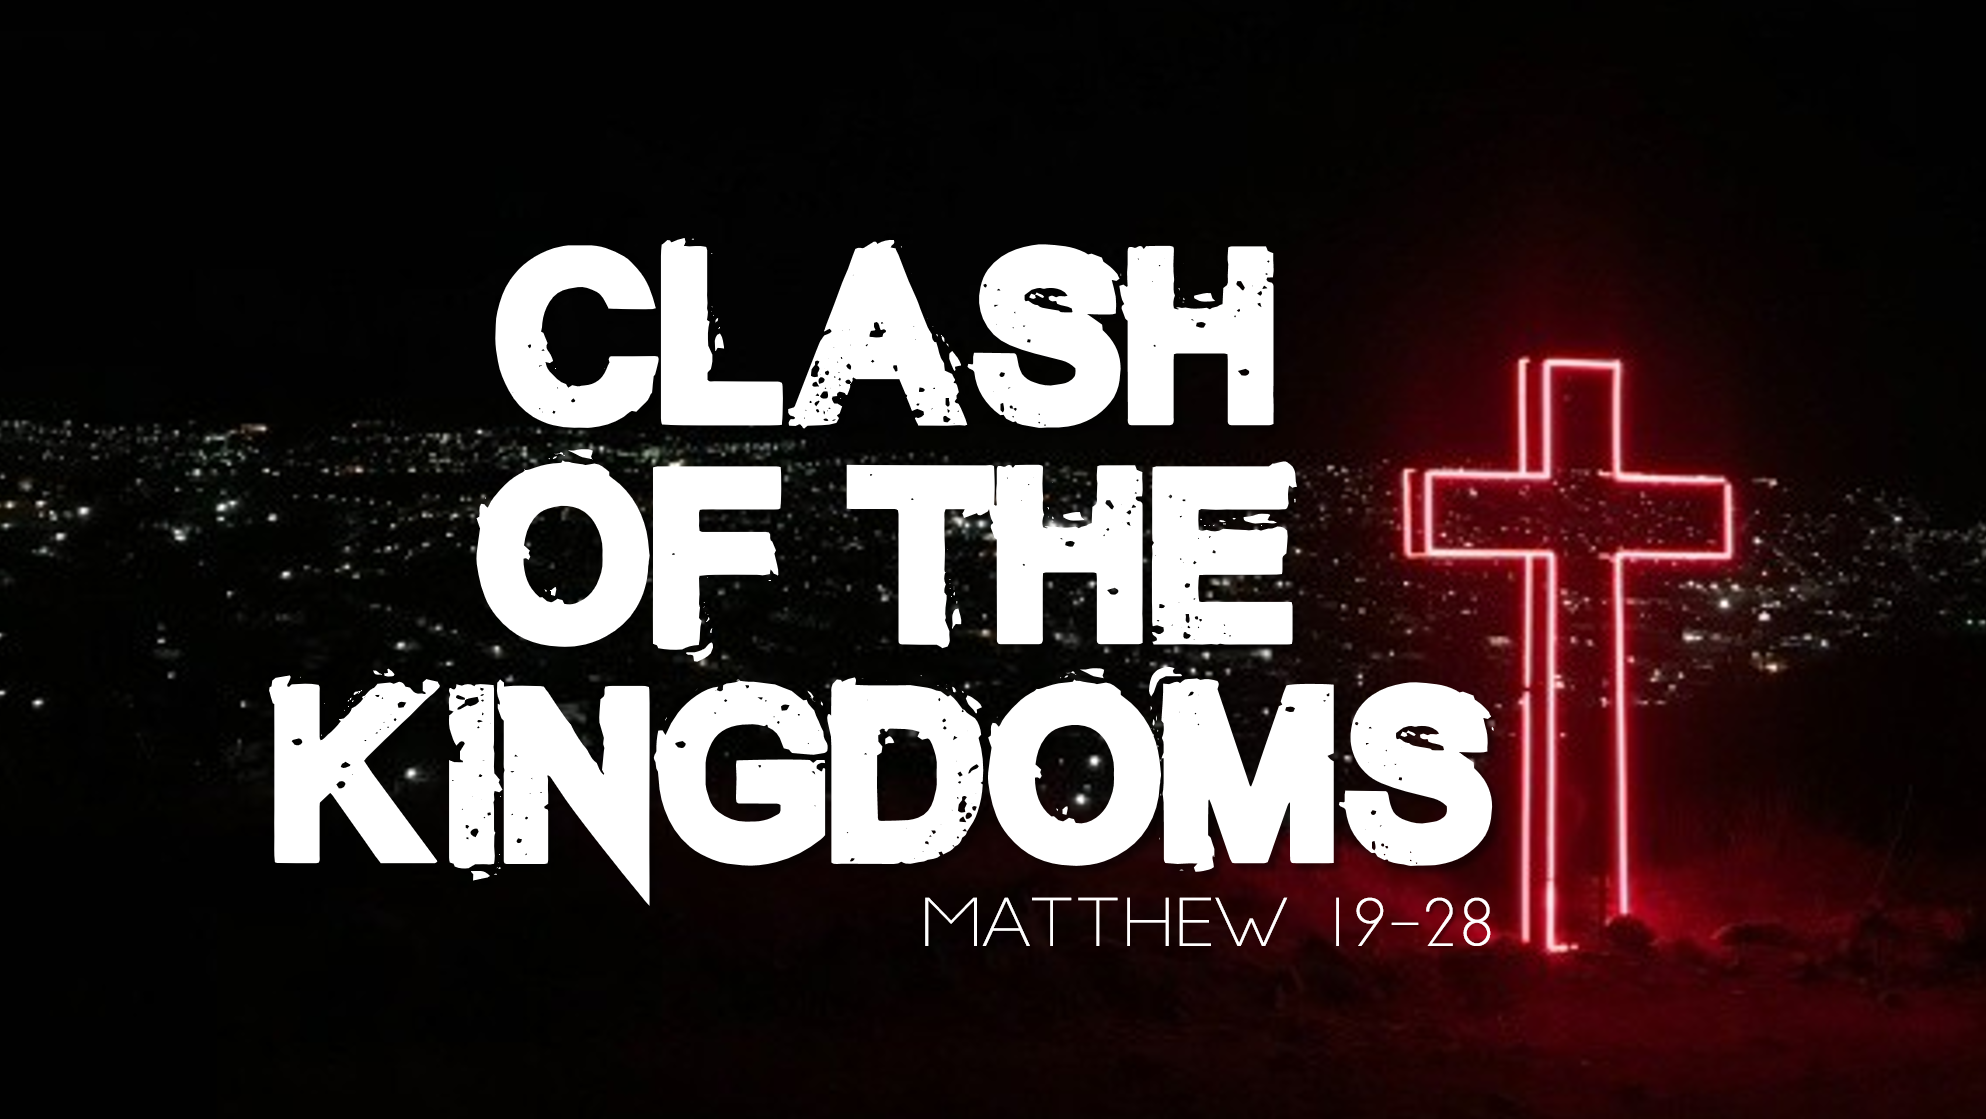 CLASH
OF THE
KINGDOMS
MATTHEW 19-28